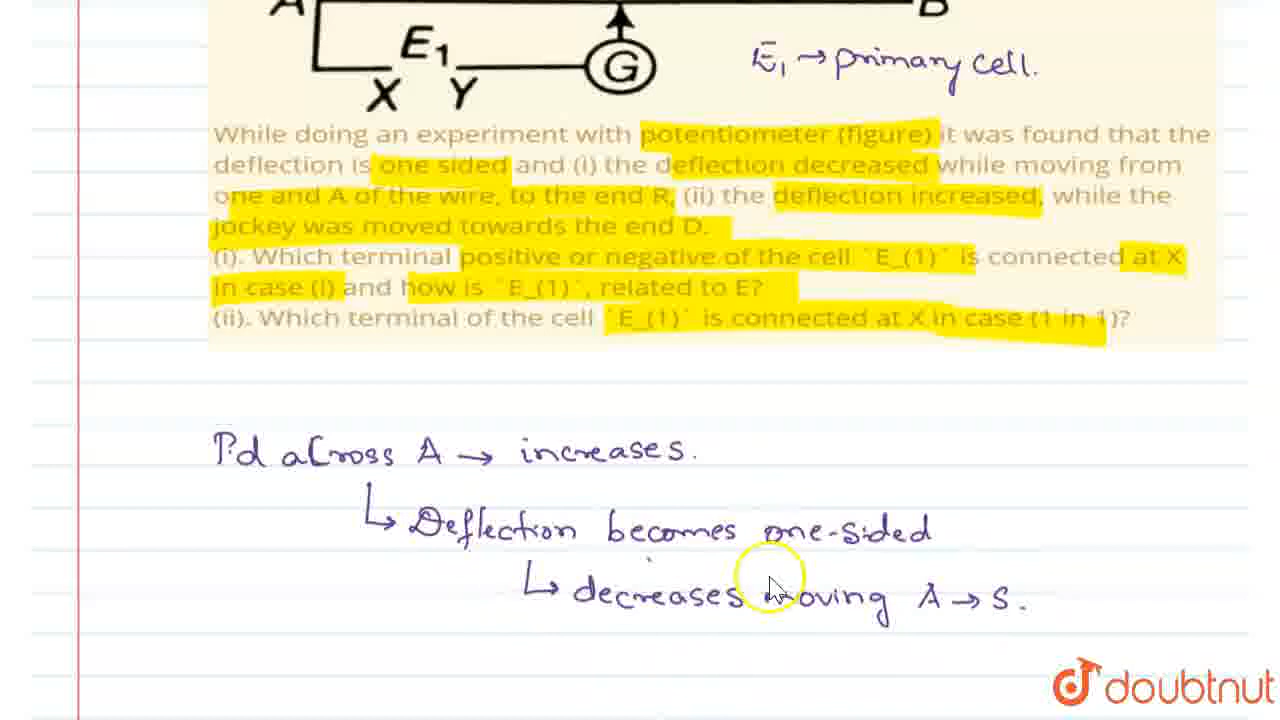 A B
E1
G
X Y
E, → primary cell.
While doing an experiment with potentiometer (figure) it was found that the
deflection is one sided and (i) the deflection decreased while moving from
one and A of the wire, to the end R, (ii) the deflection increased, while the
jockey was moved towards the end D.
(i). Which terminal positive or negative of the cell `E_(1)` is connected at X
in case (i) and how is `E_(1)`, related to E?
(ii). Which terminal of the cell `E_(1)` is connected at X in case (1 in 1)?
P.d across A → increases.
↳ Deflection becomes one-sided
↳ decreases moving A → S.
doubtnut